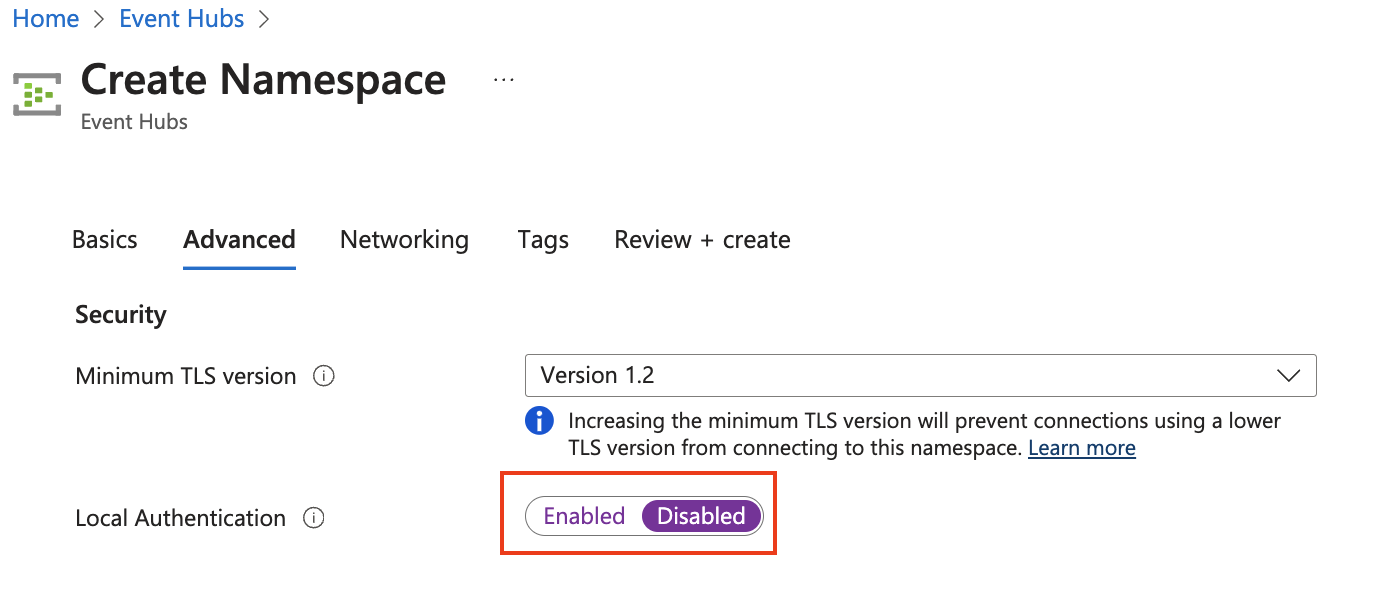 Home > Event Hubs >
Create Namespace ...
Event Hubs
Basics Advanced Networking Tags Review + create
Security
Minimum TLS version Version 1.2
Increasing the minimum TLS version will prevent connections using a lower
TLS version from connecting to this namespace. Learn more
Local Authentication Enabled Disabled